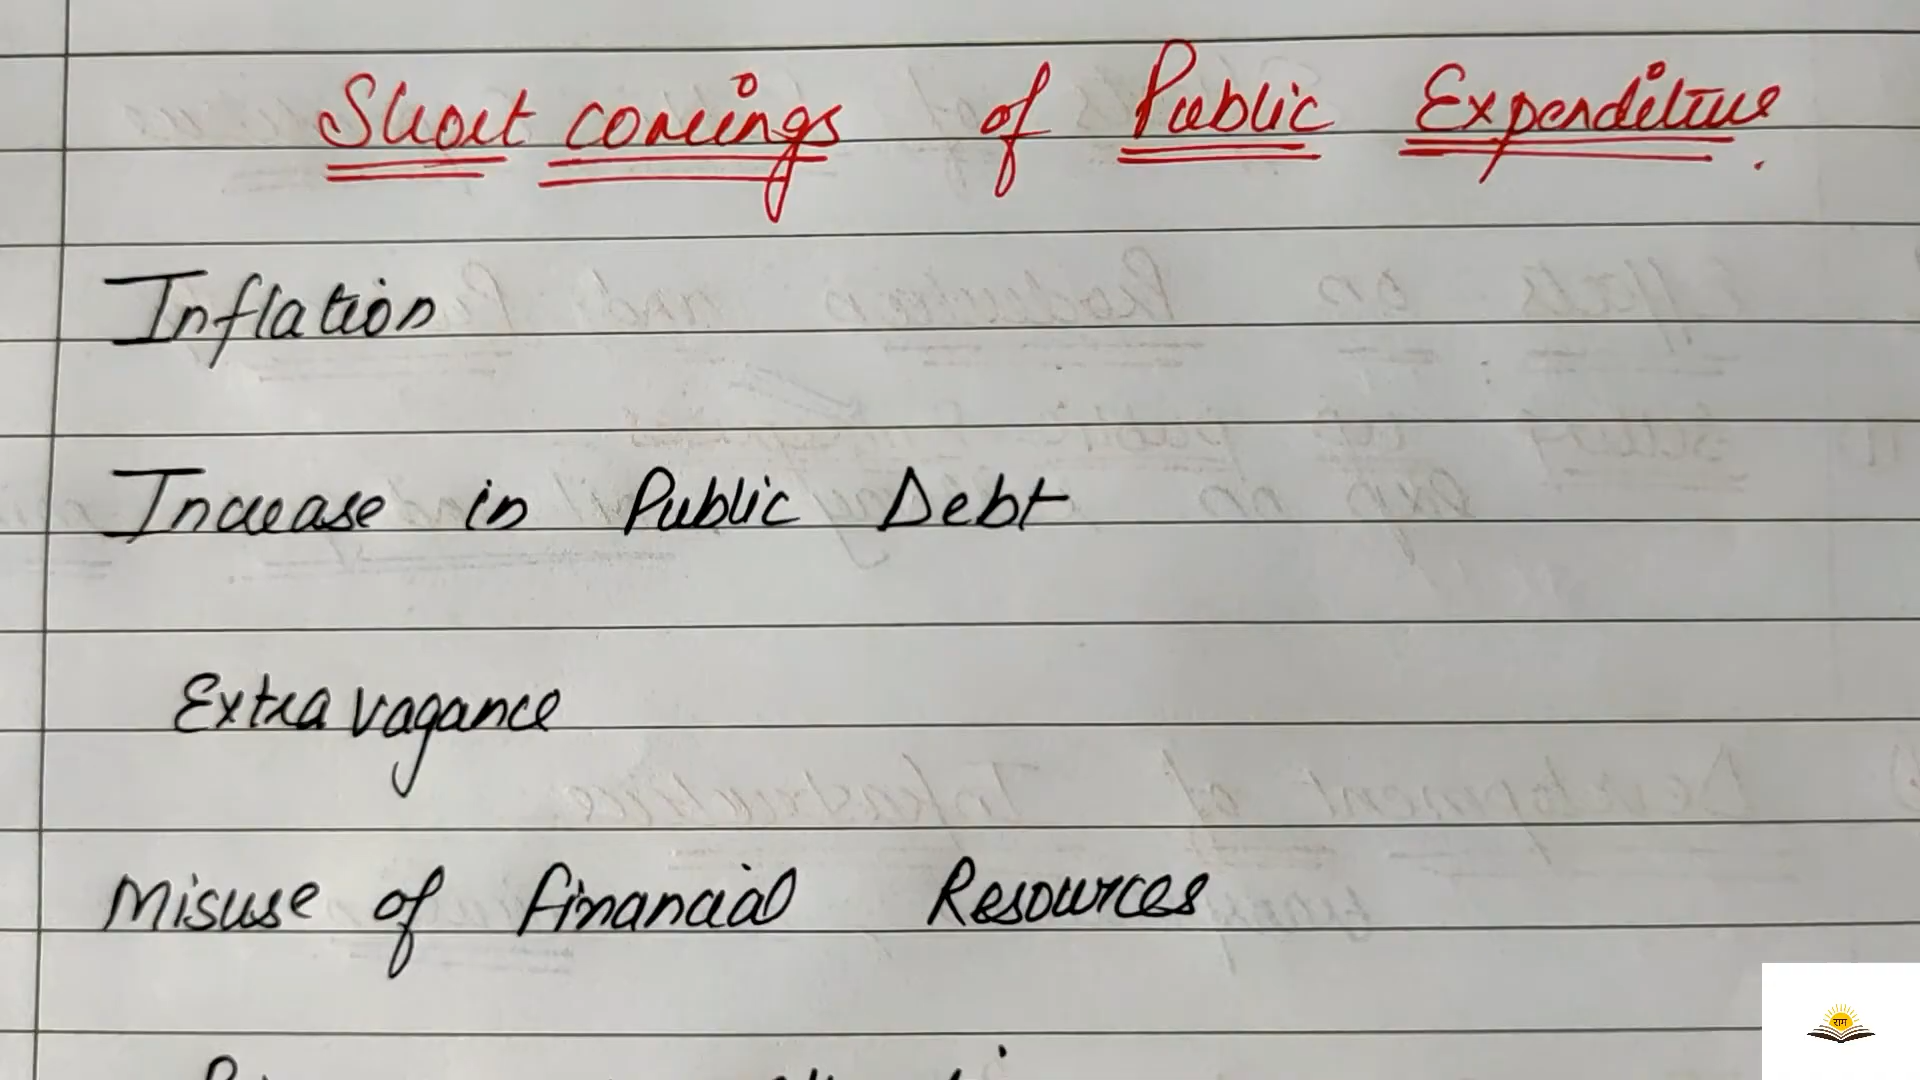 Short comings of Public Expenditure.
Inflation
Increase in Public Debt
Extravagance
Misuse of Financial Resources
राग